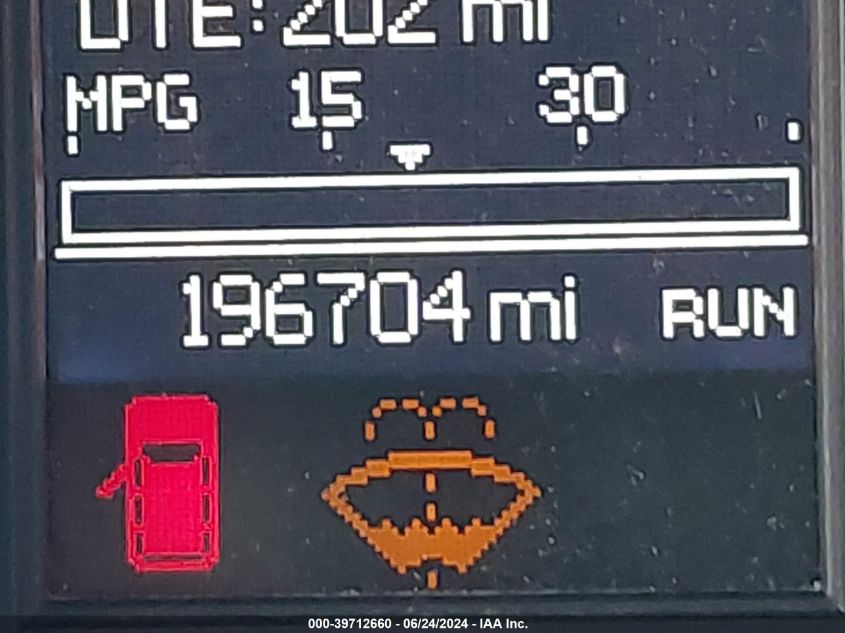 DTE: 202 mi
MPG 15 30
196704 mi RUN
000-39712660 - 06/24/2024 - IAA Inc.